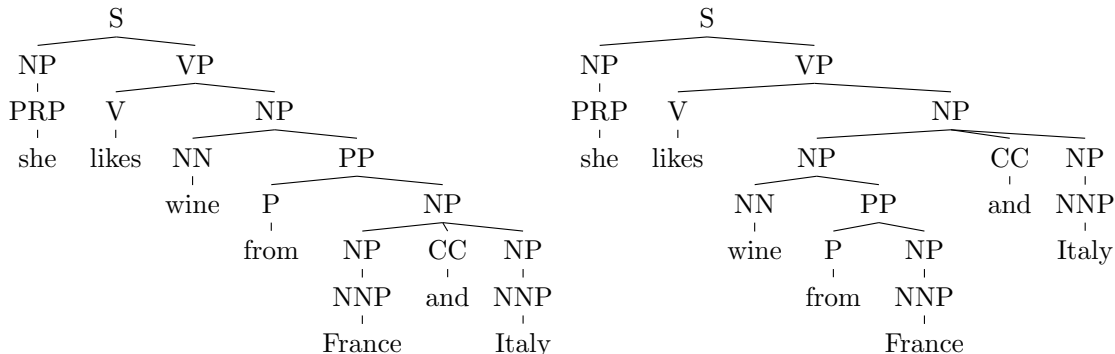 S S
NP VP NP VP
PRP V NP PRP V NP
she likes NN PP she likes NP CC NP
wine P NP NN PP and NNP
from NP CC NP wine P NP Italy
NNP and NNP from NNP
France Italy France